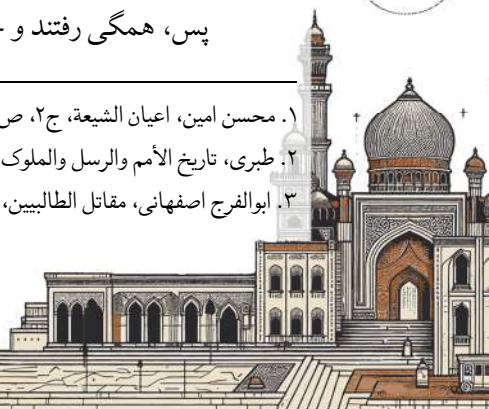 پس، همگی رفتند و
۱. محسن امین، اعیان الشیعة، ج۲، ص
۲. طبری، تاریخ الأمم والرسل والملوک
۳. ابوالفرج اصفهانی، مقاتل الطالبیین،